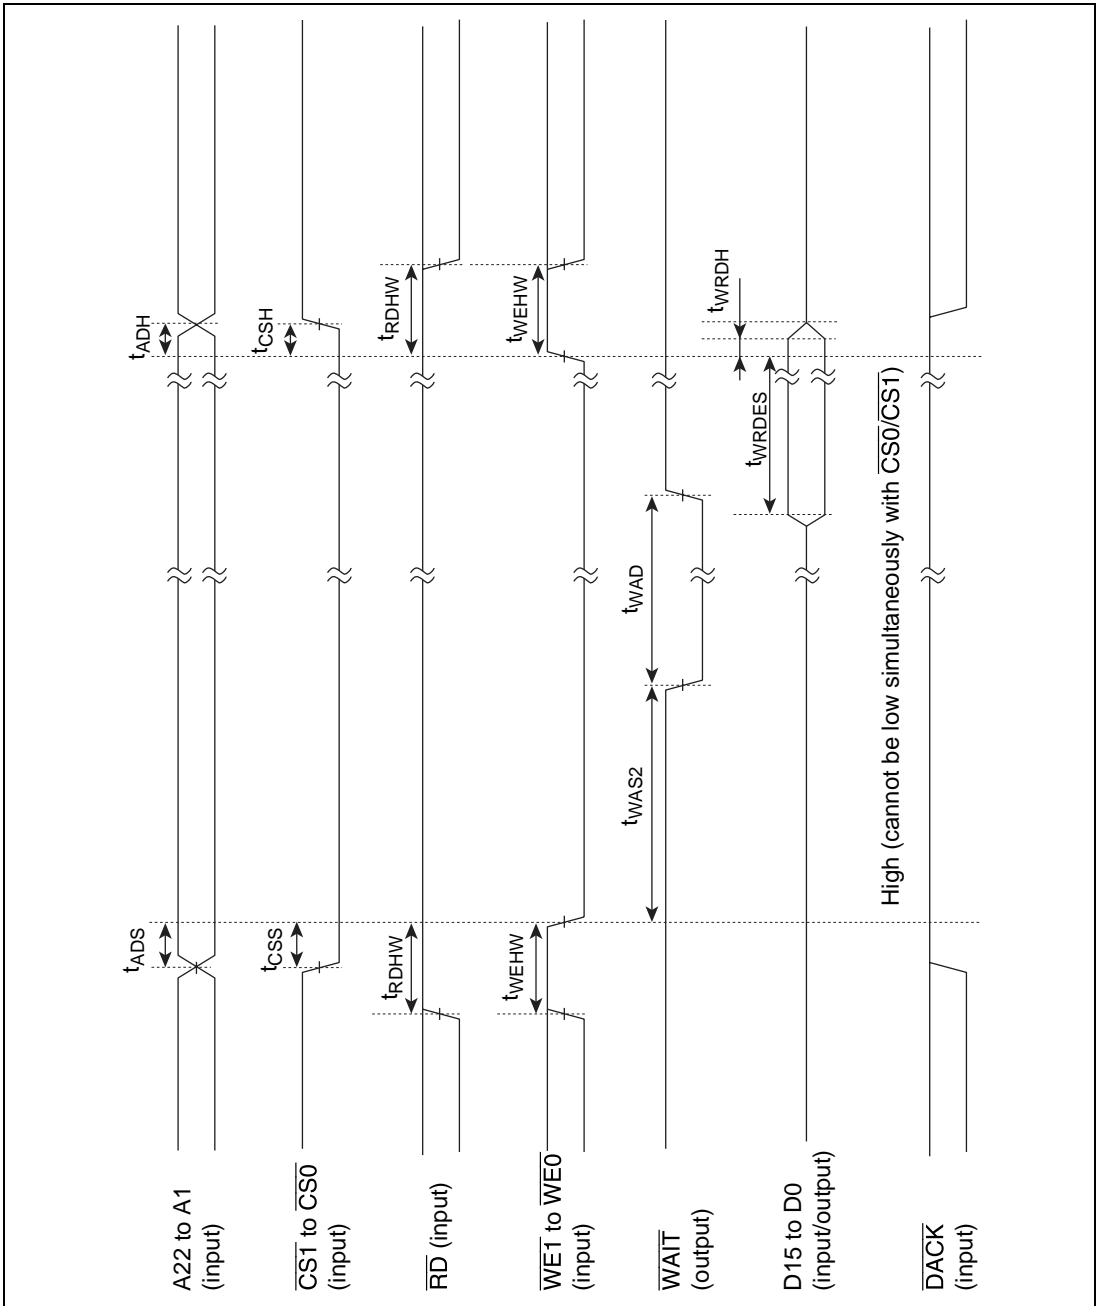 A22 to A1
(input)
tADS
tADH
CS1 to CS0
(input)
tCSS
tCSH
RD (input)
tRDHW
tRDHW
WE1 to WE0
(input)
tWEHW
tWEHW
WAIT
(output)
tWAS2
tWAD
D15 to D0
(input/output)
tWRDES
tWRDH
High (cannot be low simultaneously with CS0/CS1)
DACK
(input)